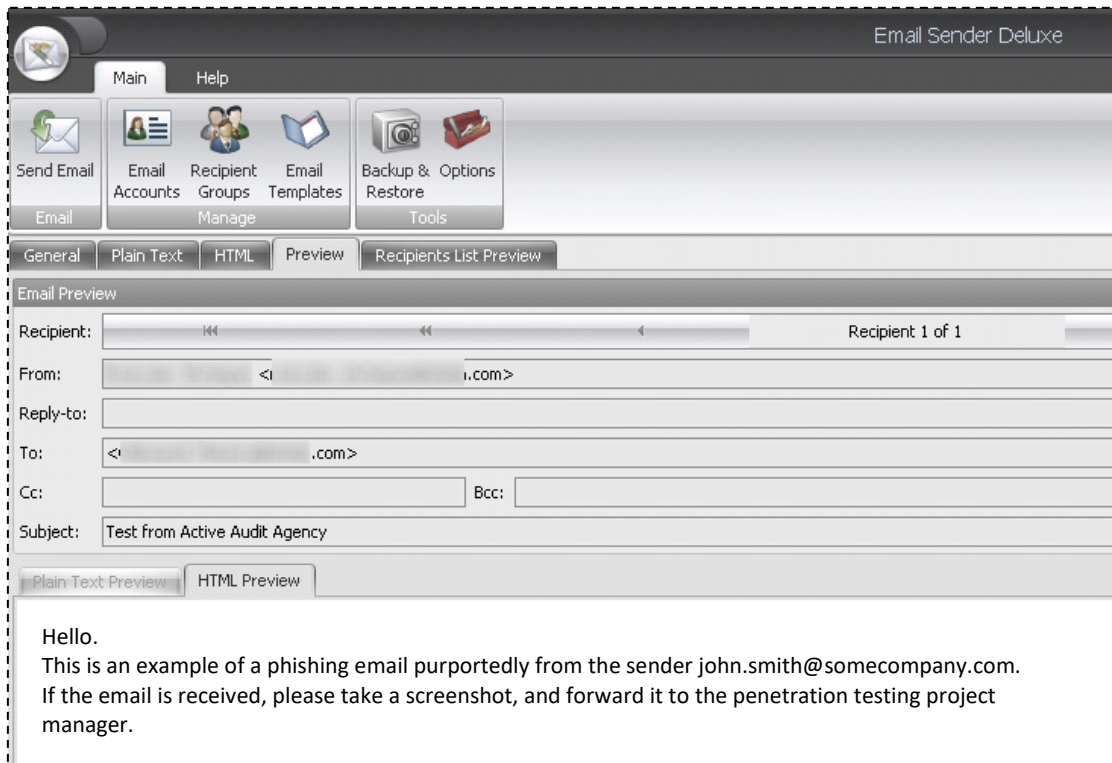 Email Sender Deluxe
Main Help
Send Email
Email Accounts
Recipient Groups
Email Templates
Backup & Restore
Options
Email Manage Tools
General Plain Text HTML Preview Recipients List Preview
Email Preview
Recipient: Recipient 1 of 1
From: < .com>
Reply-to:
To: < .com>
Cc: Bcc:
Subject: Test from Active Audit Agency
Plain Text Preview HTML Preview
Hello.
This is an example of a phishing email purportedly from the sender john.smith@somecompany.com.
If the email is received, please take a screenshot, and forward it to the penetration testing project
manager.